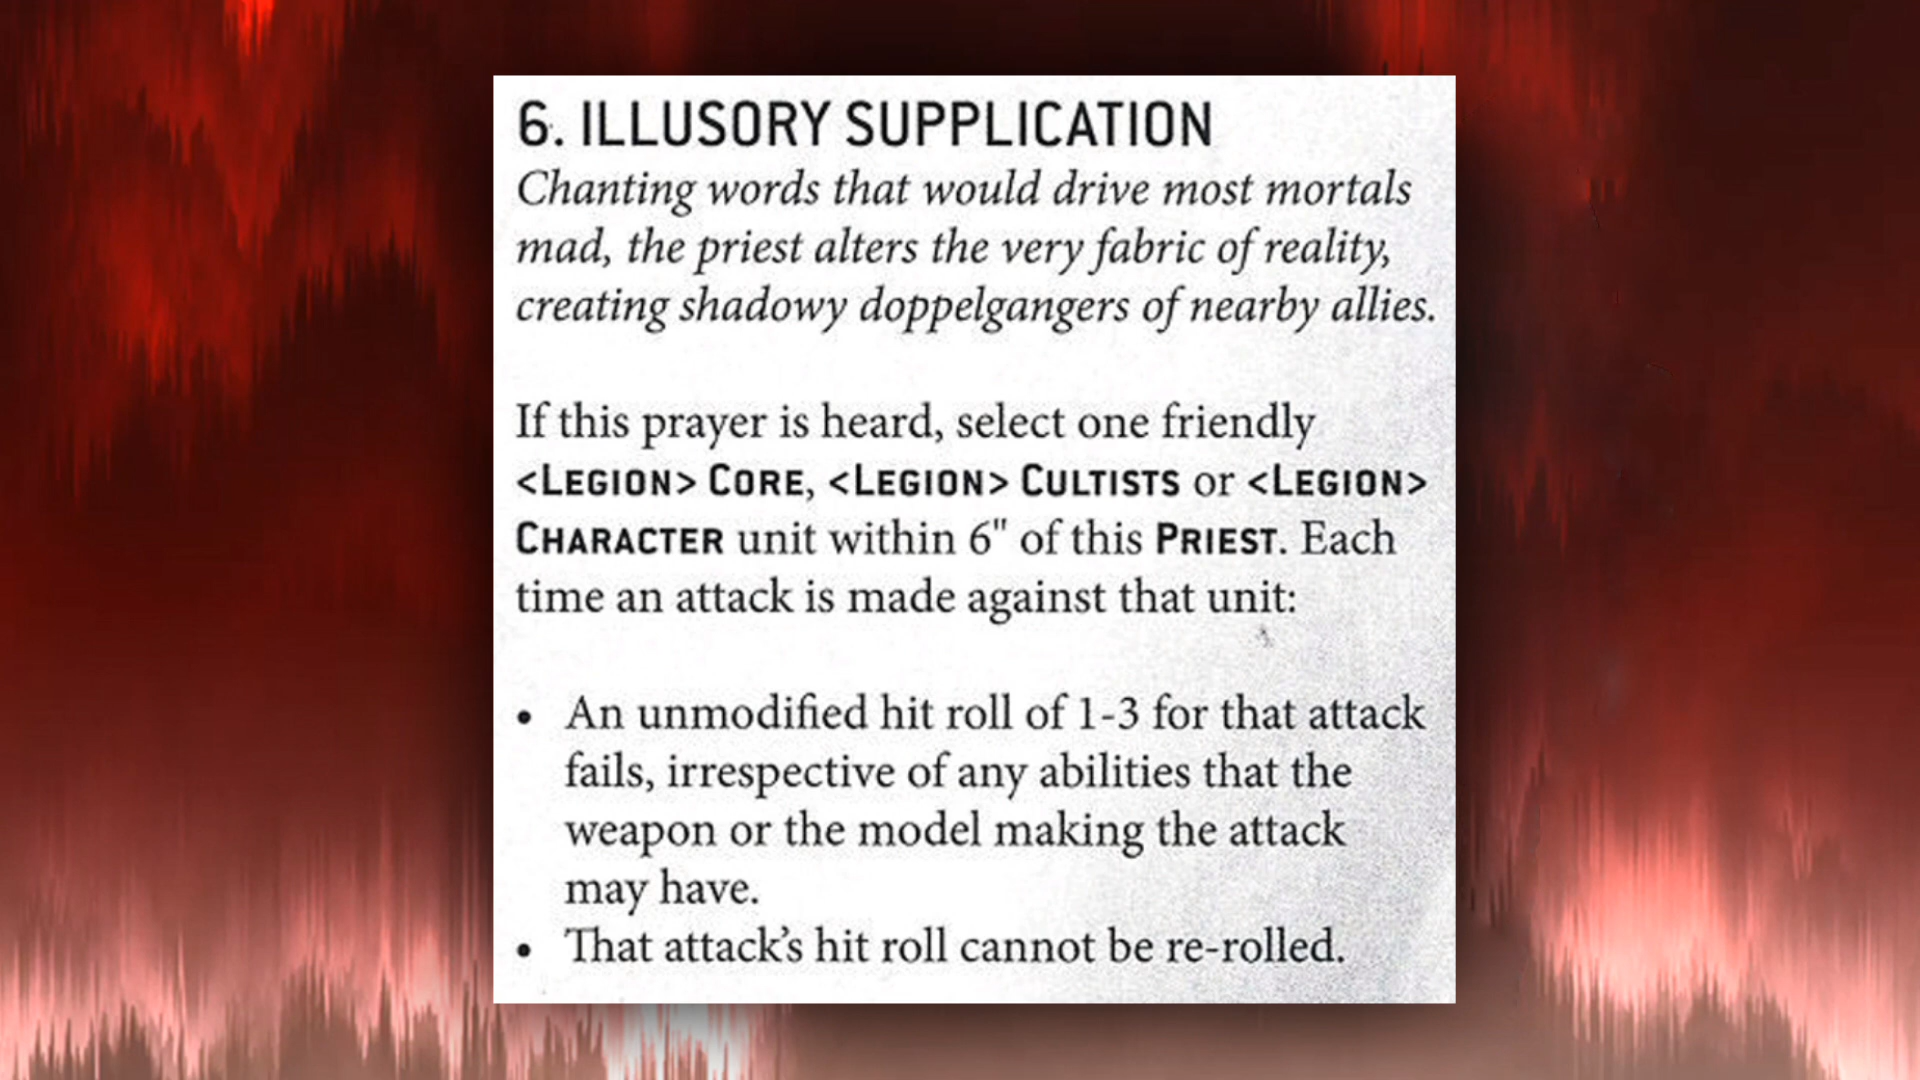 6. ILLUSORY SUPPLICATION
Chanting words that would drive most mortals
mad, the priest alters the very fabric of reality,
creating shadowy doppelgangers of nearby allies.
If this prayer is heard, select one friendly
<LEGION> CORE, <LEGION> CULTISTS or <LEGION>
CHARACTER unit within 6" of this PRIEST. Each
time an attack is made against that unit:
• An unmodified hit roll of 1-3 for that attack
fails, irrespective of any abilities that the
weapon or the model making the attack
may have.
• That attack’s hit roll cannot be re-rolled.